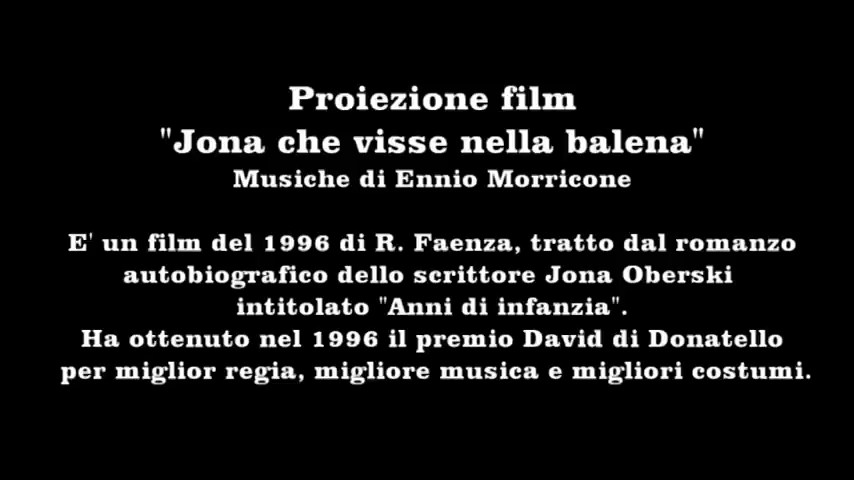 Proiezione film
"Jona che visse nella balena"
Musiche di Ennio Morricone
E' un film del 1996 di R. Faenza, tratto dal romanzo
autobiografico dello scrittore Jona Oberski
intitolato "Anni di infanzia".
Ha ottenuto nel 1996 il premio David di Donatello
per miglior regia, migliore musica e migliori costumi.